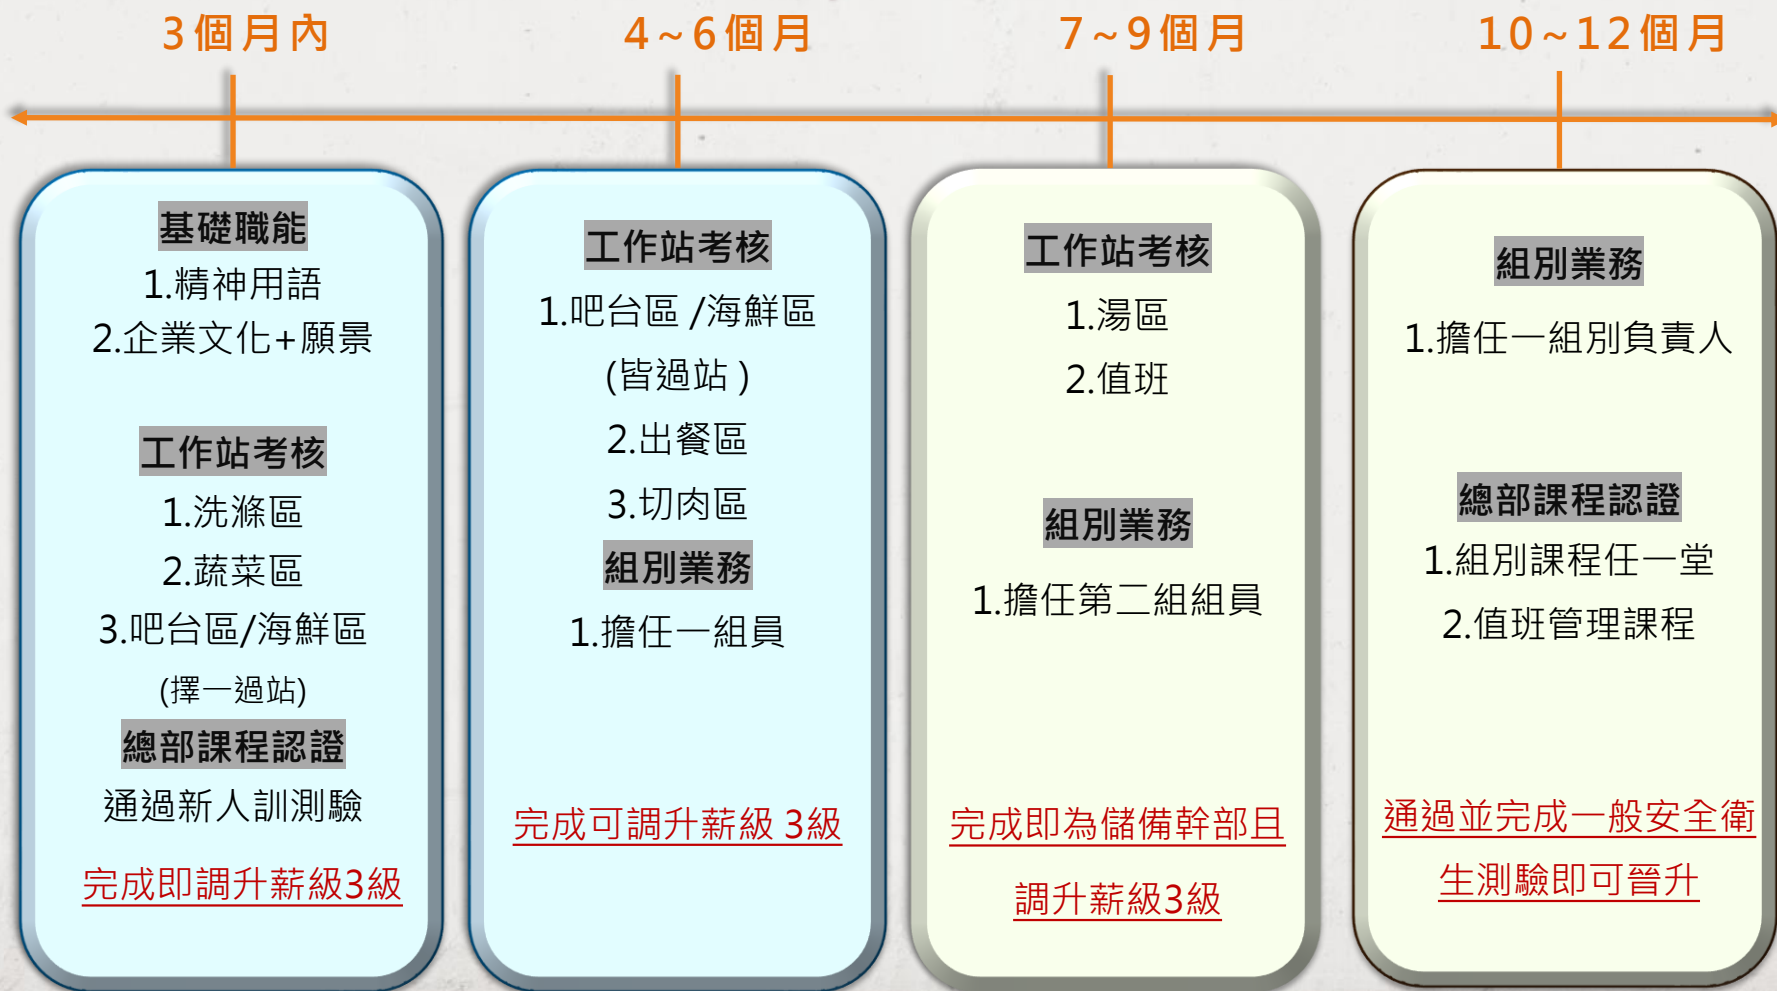 3個月內
4~6個月
7~9個月
10~12個月
基礎職能
1.精神用語
2.企業文化+願景
工作站考核
1.洗滌區
2.蔬菜區
3.吧台區/海鮮區
(擇一過站)
總部課程認證
通過新人訓測驗
完成即調升薪級3級
工作站考核
1.吧台區/海鮮區
(皆過站)
2.出餐區
3.切肉區
組別業務
1.擔任一組員
完成可調升薪級3級
工作站考核
1.湯區
2.值班
組別業務
1.擔任第二組組員
完成即為儲備幹部且
調升薪級3級
組別業務
1.擔任一組別負責人
總部課程認證
1.組別課程任一堂
2.值班管理課程
通過並完成一般安全衛
生測驗即可晉升